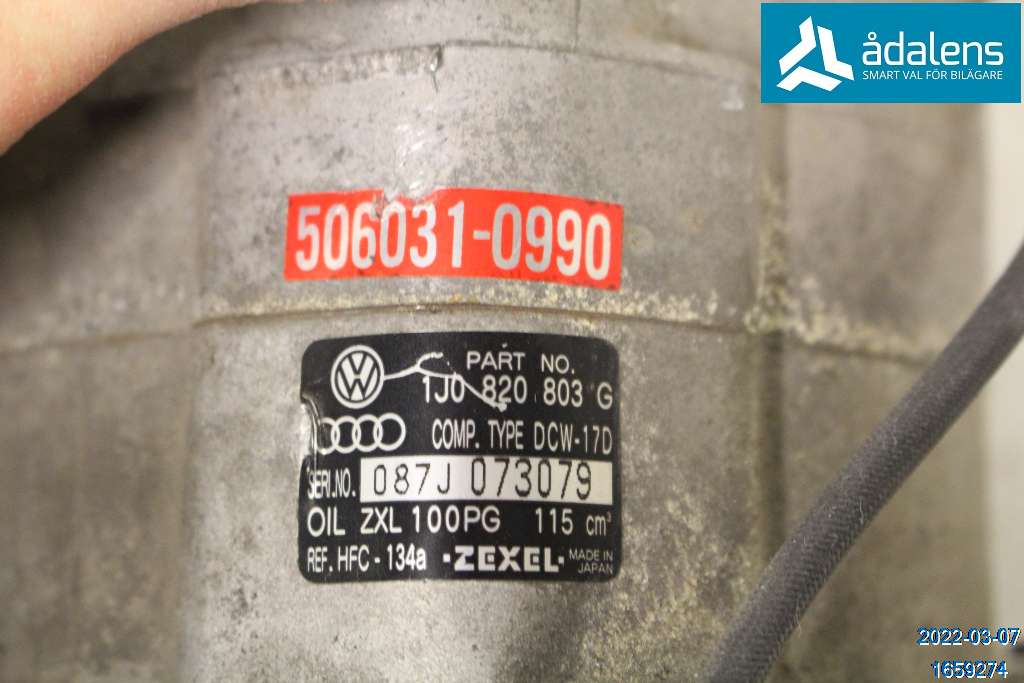 ådalens
SMART VAL FÖR BILÄGARE
506031-0990
PART NO.
1J0 820 803 G
COMP. TYPE DCW-17D
SERI.NO. 087J 073079
OIL ZXL 100PG 115 cm³
REF. HFC-134a ·ZEXEL· MADE IN
JAPAN
2022-03-07
1659274